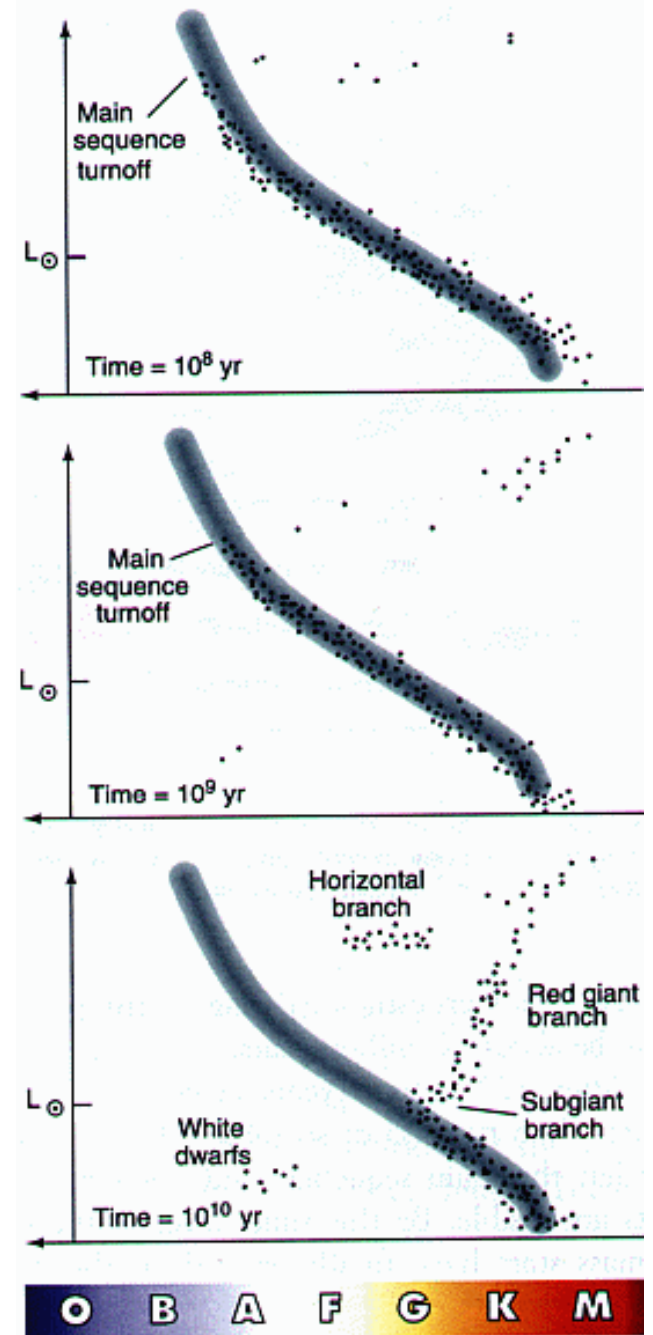 Main
sequence
turnoff
L⊙
Time = 10⁸ yr
Main
sequence
turnoff
L⊙
Time = 10⁹ yr
Horizontal
branch
Red giant
branch
L⊙
Subgiant
branch
White
dwarfs
Time = 10¹⁰ yr
O B A F G K M